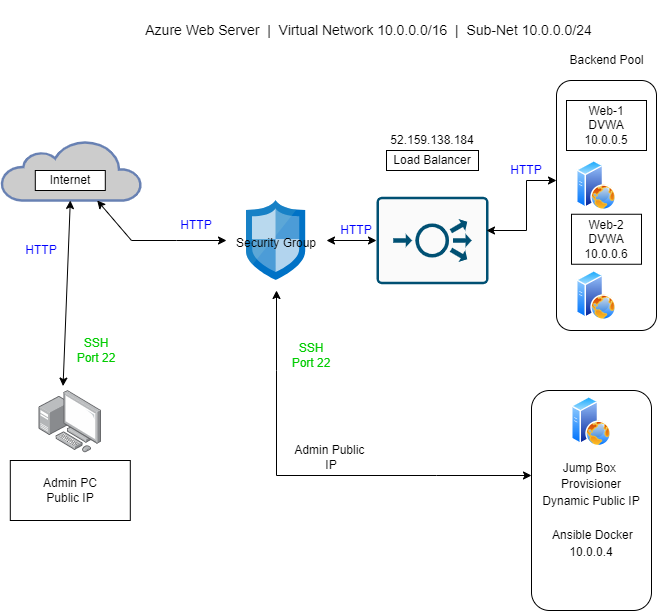 Azure Web Server | Virtual Network 10.0.0.0/16 | Sub-Net 10.0.0.0/24
Backend Pool
Web-1
DVWA
10.0.0.5
52.159.138.184
Load Balancer
HTTP
Internet
HTTP
HTTP
Security Group
HTTP
Web-2
DVWA
10.0.0.6
SSH
Port 22
SSH
Port 22
Admin Public
IP
Admin PC
Public IP
Jump Box
Provisioner
Dynamic Public IP
Ansible Docker
10.0.0.4